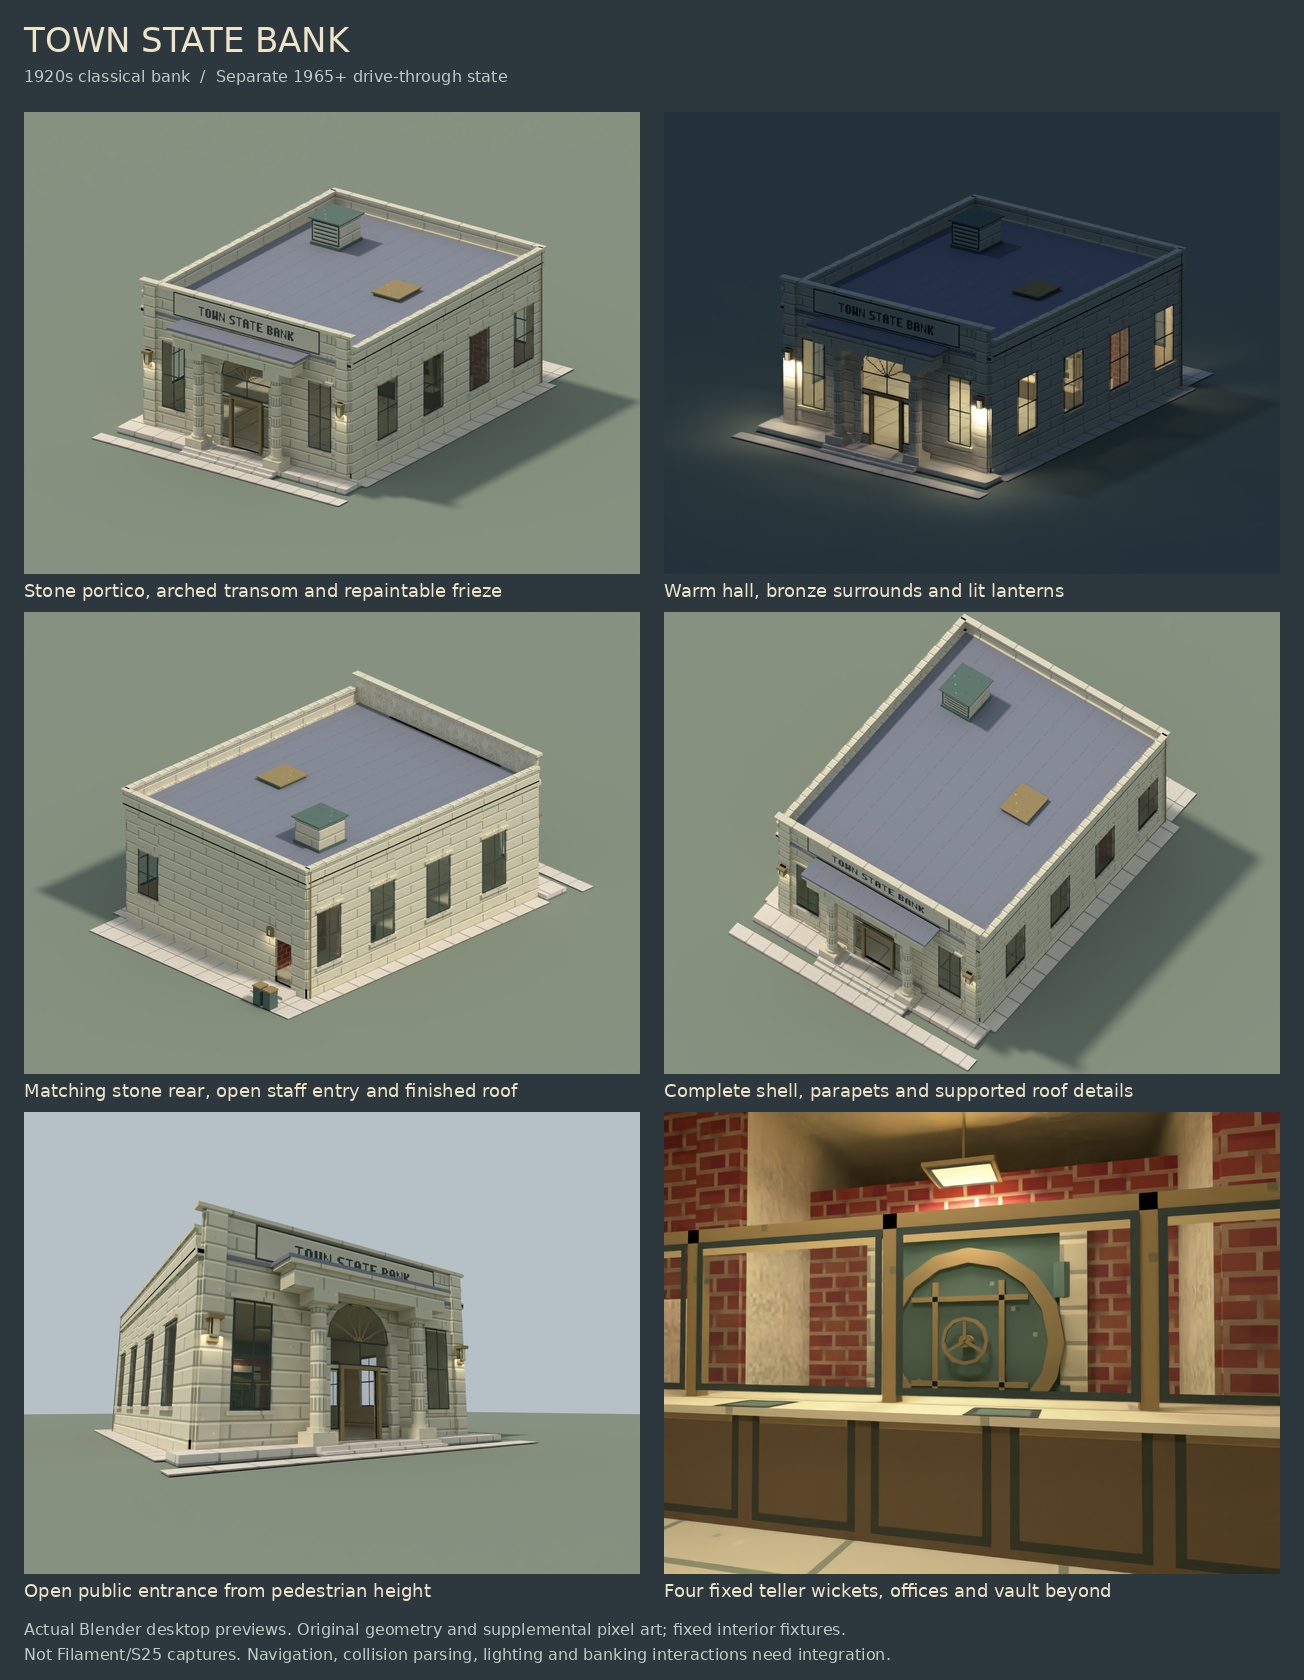 TOWN STATE BANK
1920s classical bank / Separate 1965+ drive-through state
TOWN STATE BANK
TOWN STATE BANK
Stone portico, arched transom and repaintable frieze
Warm hall, bronze surrounds and lit lanterns
TOWN STATE BANK
Matching stone rear, open staff entry and finished roof
Complete shell, parapets and supported roof details
TOWN STATE BANK
Open public entrance from pedestrian height
Four fixed teller wickets, offices and vault beyond
Actual Blender desktop previews. Original geometry and supplemental pixel art; fixed interior fixtures.
Not Filament/S25 captures. Navigation, collision parsing, lighting and banking interactions need integration.